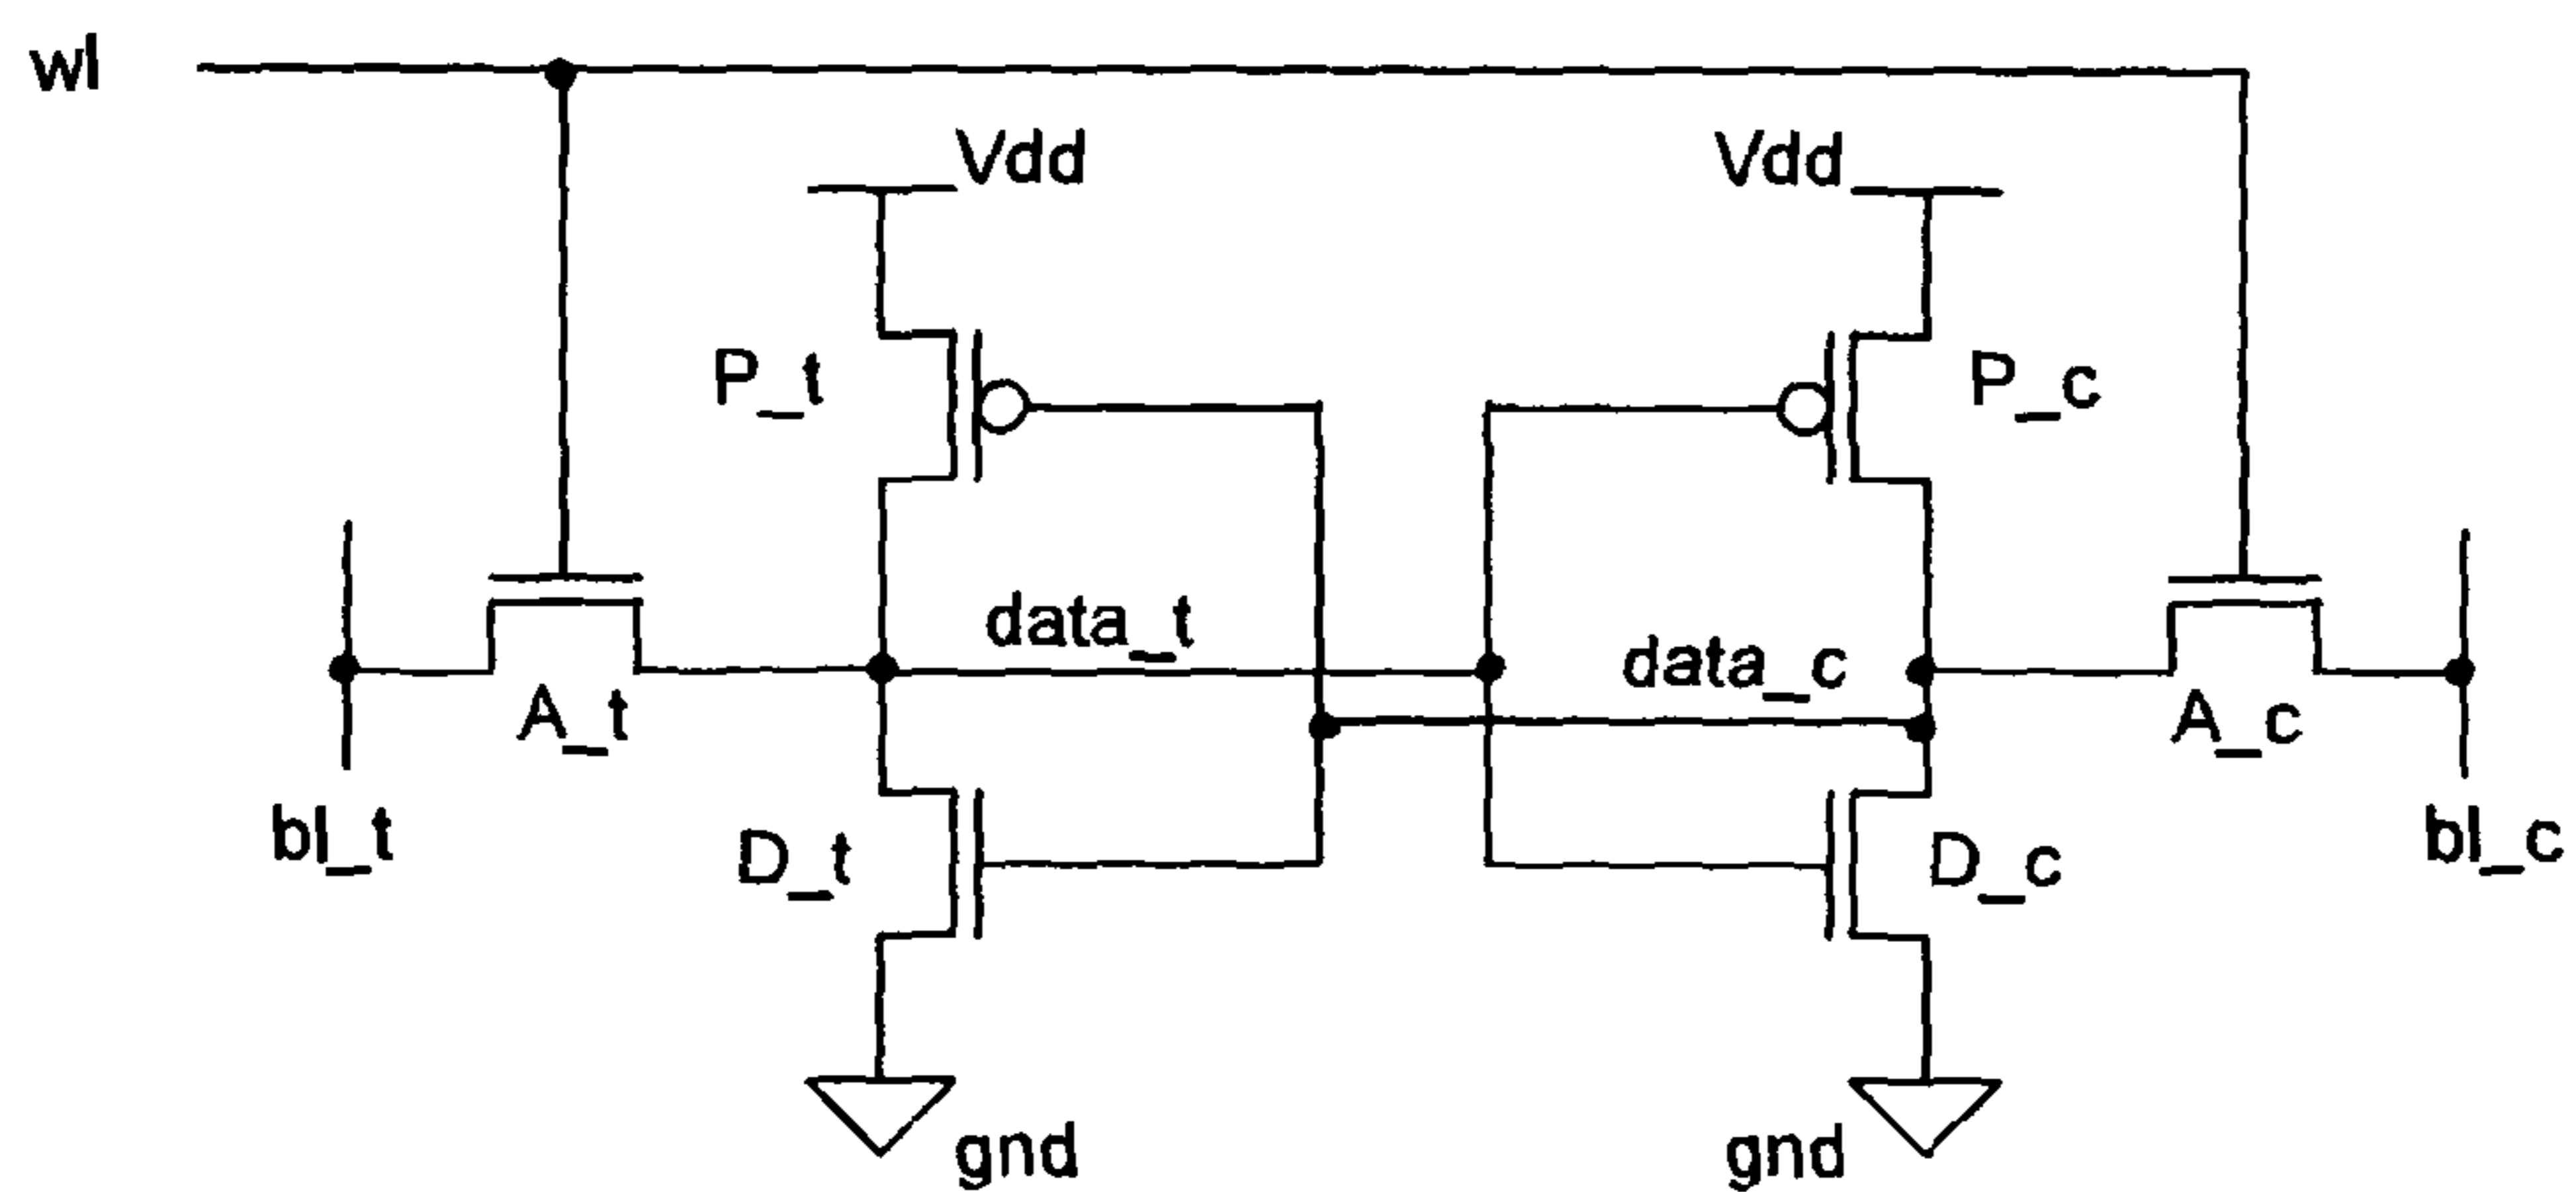 wl
Vdd
Vdd
P_t
P_c
data_t
data_c
A_t
A_c
bl_t
D_t
D_c
bl_c
gnd
gnd